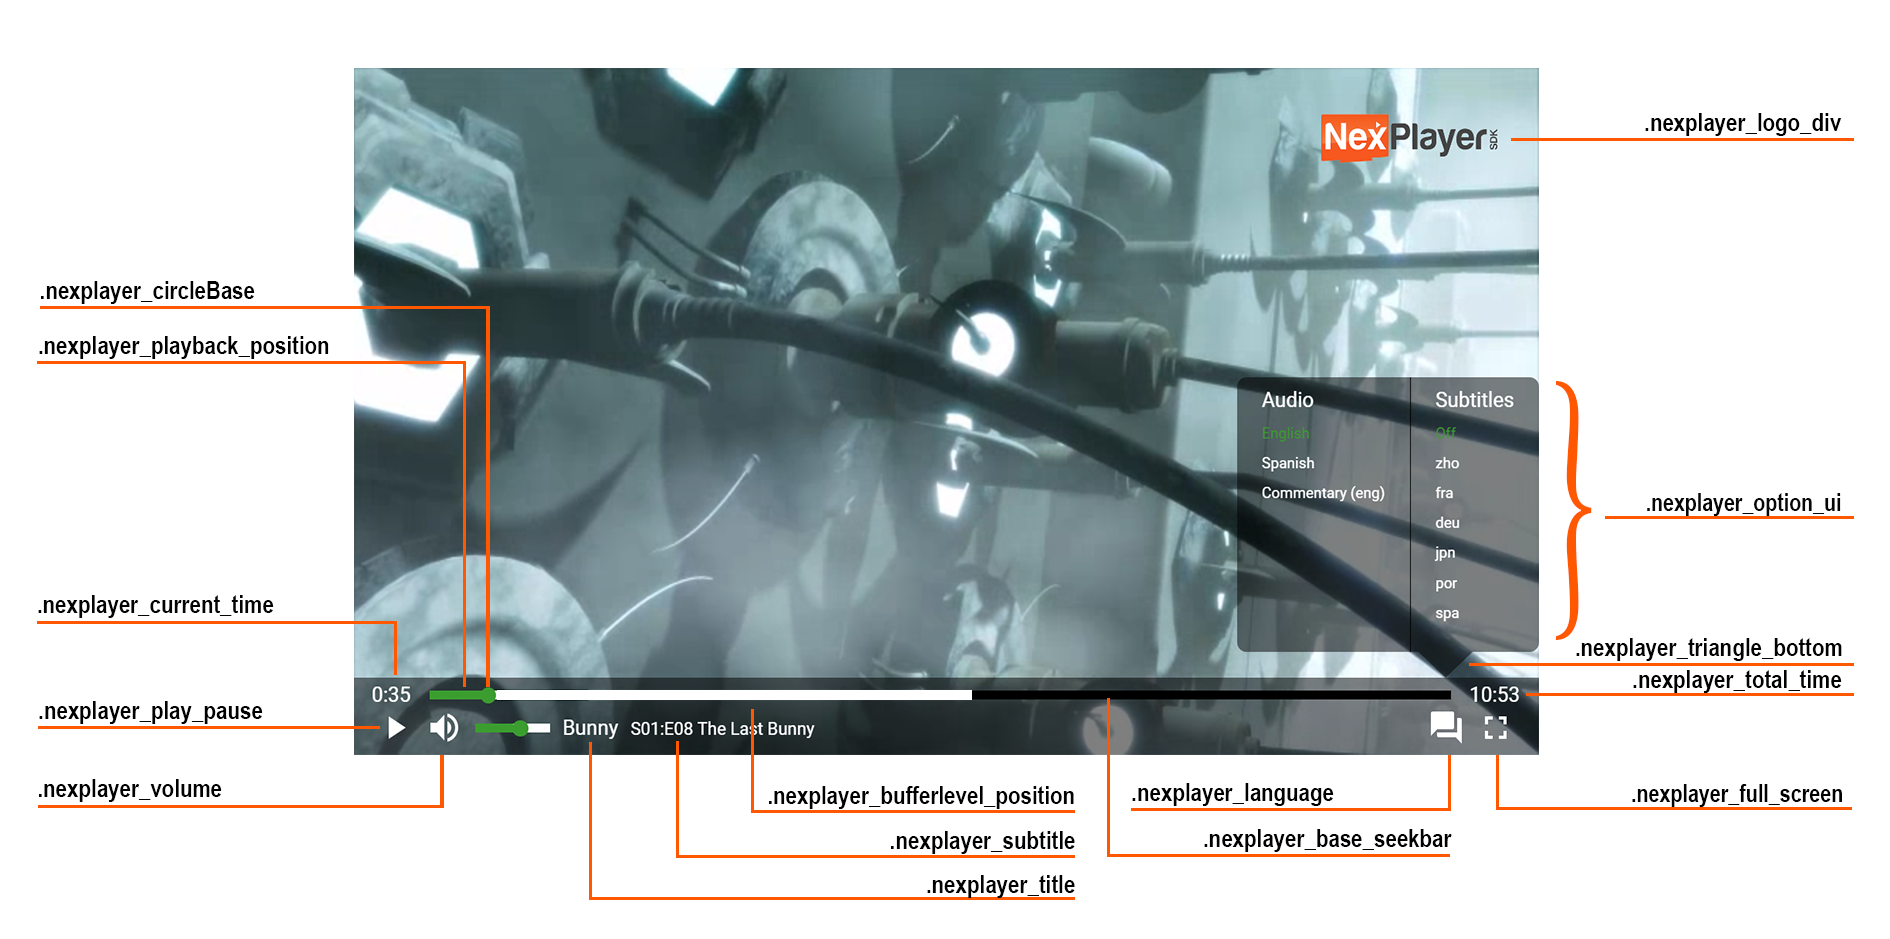 .nexplayer_logo_div
NexPlayer SDK
.nexplayer_circleBase
.nexplayer_playback_position
Audio
Subtitles
English
Off
Spanish
zho
Commentary (eng)
fra
deu
jpn
por
spa
.nexplayer_option_ui
.nexplayer_current_time
.nexplayer_triangle_bottom
.nexplayer_total_time
0:35
10:53
.nexplayer_play_pause
Bunny
S01:E08 The Last Bunny
.nexplayer_volume
.nexplayer_bufferlevel_position
.nexplayer_language
.nexplayer_full_screen
.nexplayer_subtitle
.nexplayer_base_seekbar
.nexplayer_title